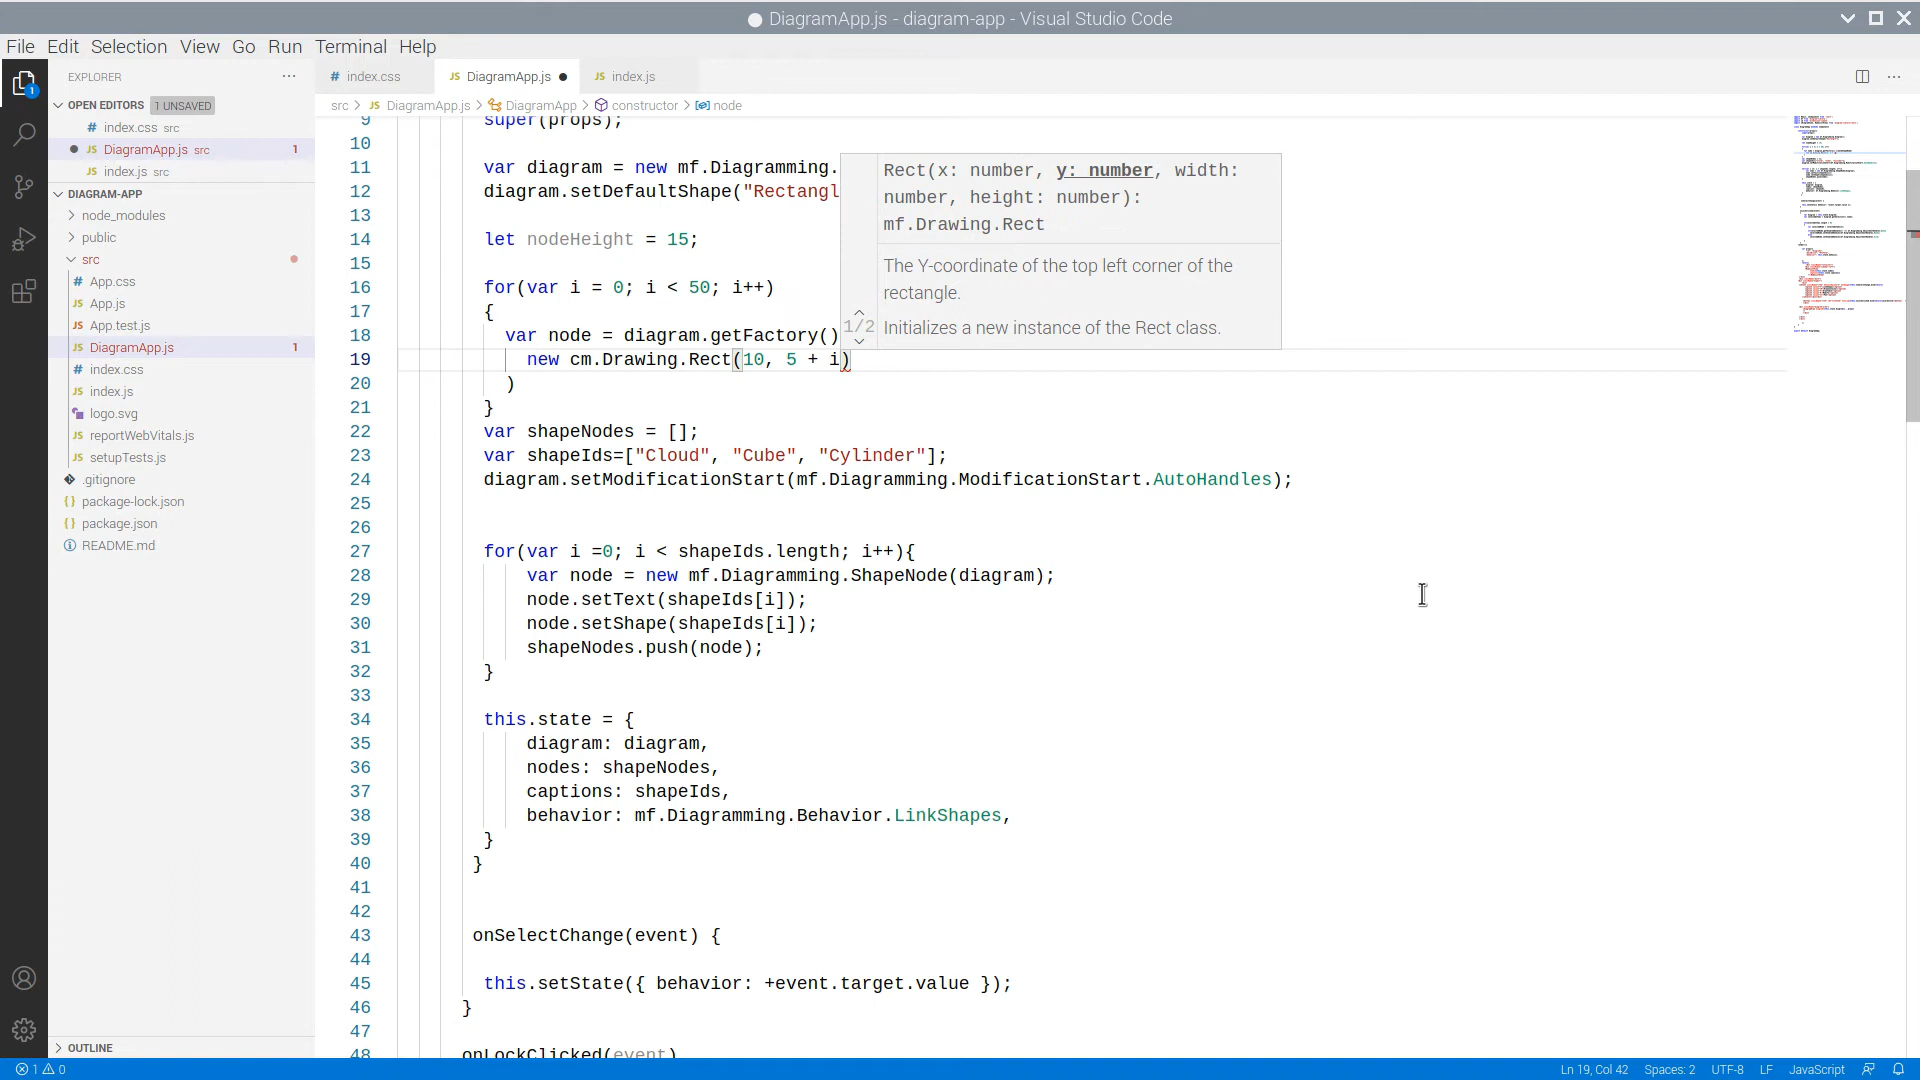 DiagramApp.js - diagram-app - Visual Studio Code
File Edit Selection View Go Run Terminal Help
EXPLORER
OPEN EDITORS 1 UNSAVED
# index.css src
JS DiagramApp.js src 1
JS index.js src
DIAGRAM-APP
node_modules
public
src
# App.css
JS App.js
JS App.test.js
JS DiagramApp.js 1
# index.css
JS index.js
logo.svg
JS reportWebVitals.js
JS setupTests.js
.gitignore
{} package-lock.json
{} package.json
README.md
OUTLINE
# index.css JS DiagramApp.js JS index.js
src > JS DiagramApp.js > DiagramApp > constructor > node
9 super(props);
10
11 var diagram = new mf.Diagramming.
12 diagram.setDefaultShape("Rectangl
13
14 let nodeHeight = 15;
15
16 for(var i = 0; i < 50; i++)
17 {
18 var node = diagram.getFactory()
19 new cm.Drawing.Rect(10, 5 + i)
20 )
21 }
22 var shapeNodes = [];
23 var shapeIds=["Cloud", "Cube", "Cylinder"];
24 diagram.setModificationStart(mf.Diagramming.ModificationStart.AutoHandles);
25
26
27 for(var i =0; i < shapeIds.length; i++){
28 var node = new mf.Diagramming.ShapeNode(diagram);
29 node.setText(shapeIds[i]);
30 node.setShape(shapeIds[i]);
31 shapeNodes.push(node);
32 }
33
34 this.state = {
35 diagram: diagram,
36 nodes: shapeNodes,
37 captions: shapeIds,
38 behavior: mf.Diagramming.Behavior.LinkShapes,
39 }
40 }
41
42
43 onSelectChange(event) {
44
45 this.setState({ behavior: +event.target.value });
46 }
47
48 onLockClicked(event)
Rect(x: number, y: number, width:
number, height: number):
mf.Drawing.Rect
The Y-coordinate of the top left corner of the
rectangle.
1/2 Initializes a new instance of the Rect class.
1
1 0 Ln 19, Col 42 Spaces: 2 UTF-8 LF JavaScript